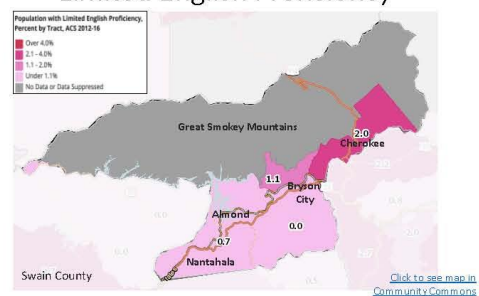 Population with Limited English Proficiency,
Percent by Tract, ACS 2012-16
Over 4.0%
2.1 - 4.0%
1.1 - 2.0%
Under 1.1%
No Data or Data Suppressed
Great Smokey Mountains
2.0
Cherokee
1.1
Bryson
City
Almond
0.0
0.7
Nantahala
Swain County
Click to see map in
Community Commons